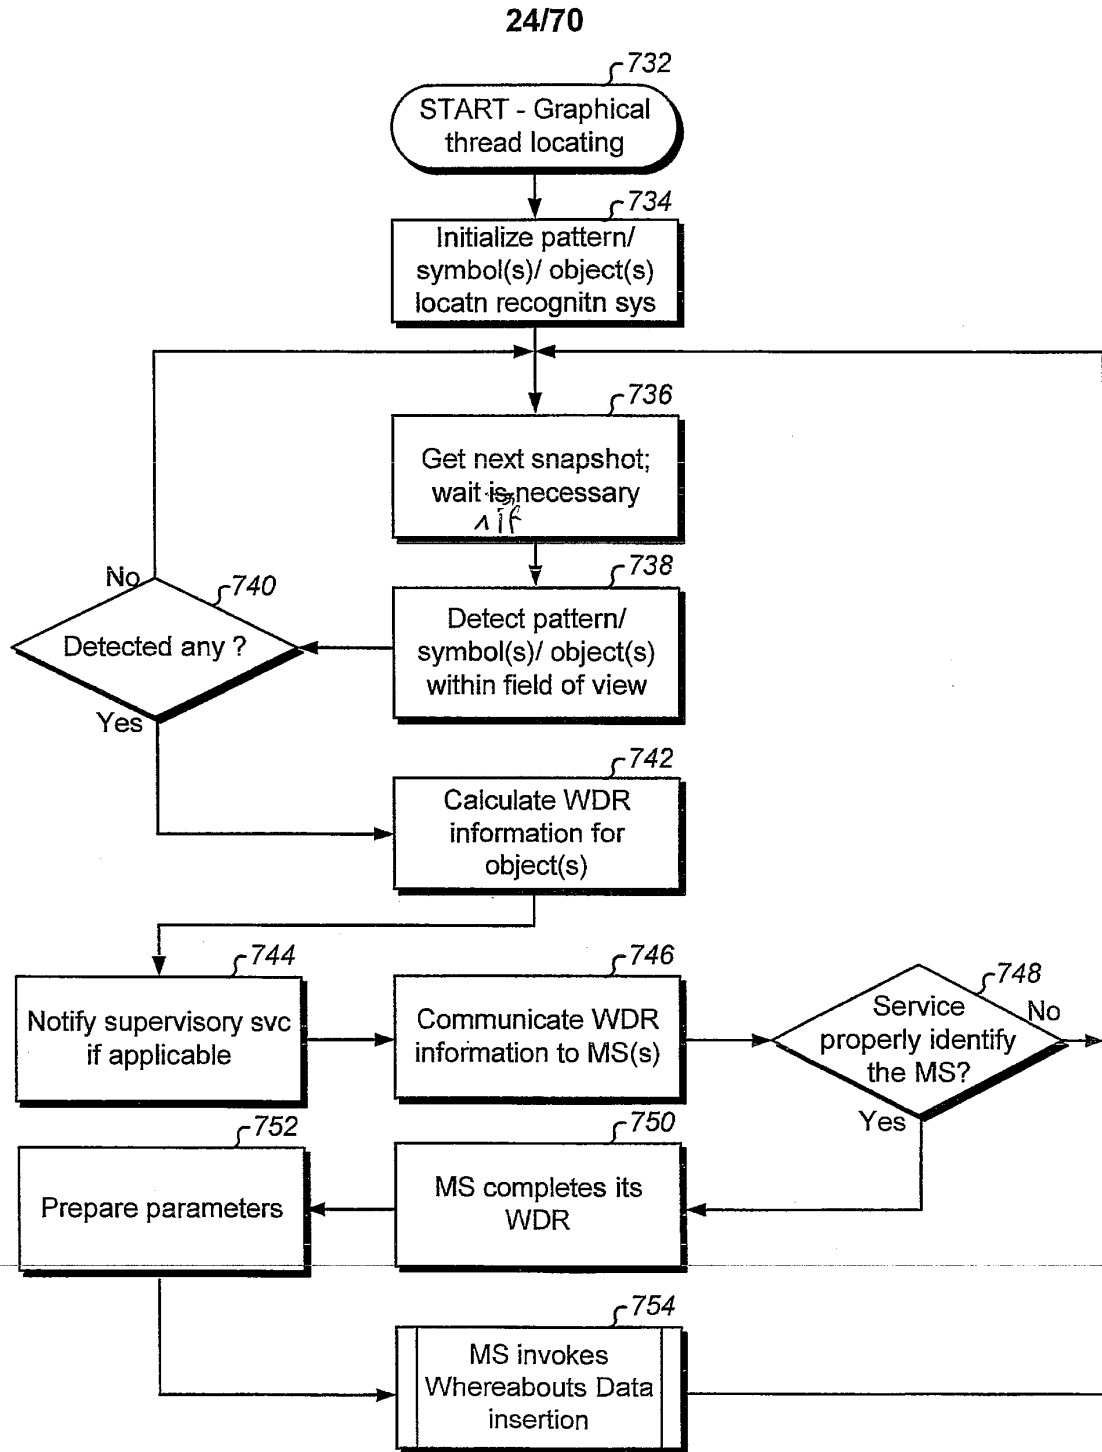 24/70
732
START - Graphical
thread locating
734
Initialize pattern/
symbol(s)/ object(s)
locatn recognitn sys
736
Get next snapshot;
wait is necessary
^ if
738
Detect pattern/
symbol(s)/ object(s)
within field of view
No
740
Detected any ?
Yes
742
Calculate WDR
information for
object(s)
744
Notify supervisory svc
if applicable
746
Communicate WDR
information to MS(s)
748
Service
properly identify
the MS?
No
Yes
750
MS completes its
WDR
752
Prepare parameters
754
MS invokes
Whereabouts Data
insertion